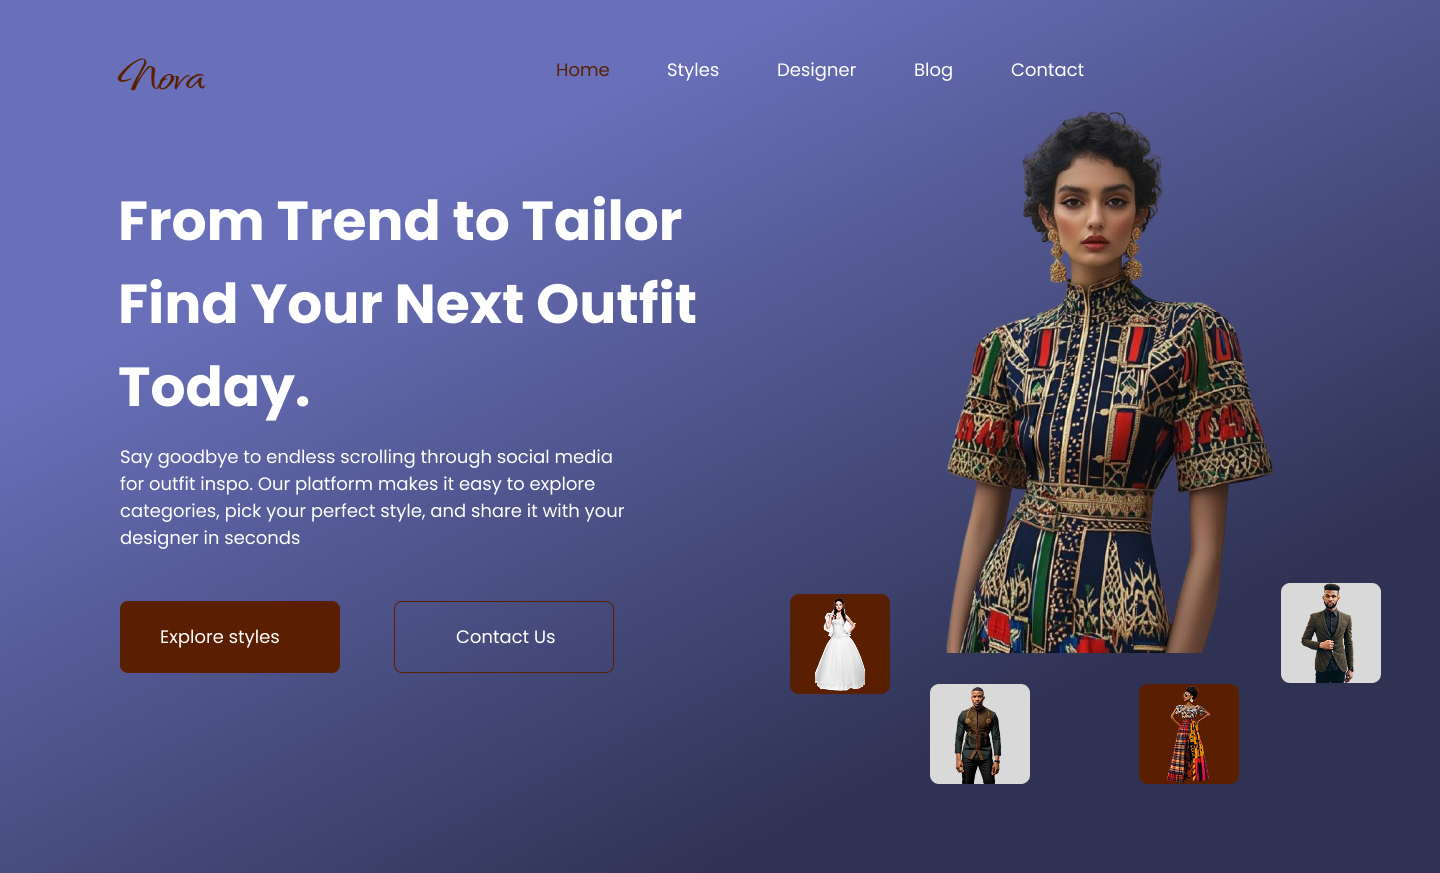 Nova
Home Styles Designer Blog Contact
From Trend to Tailor
Find Your Next Outfit
Today.
Say goodbye to endless scrolling through social media
for outfit inspo. Our platform makes it easy to explore
categories, pick your perfect style, and share it with your
designer in seconds
Explore styles
Contact Us